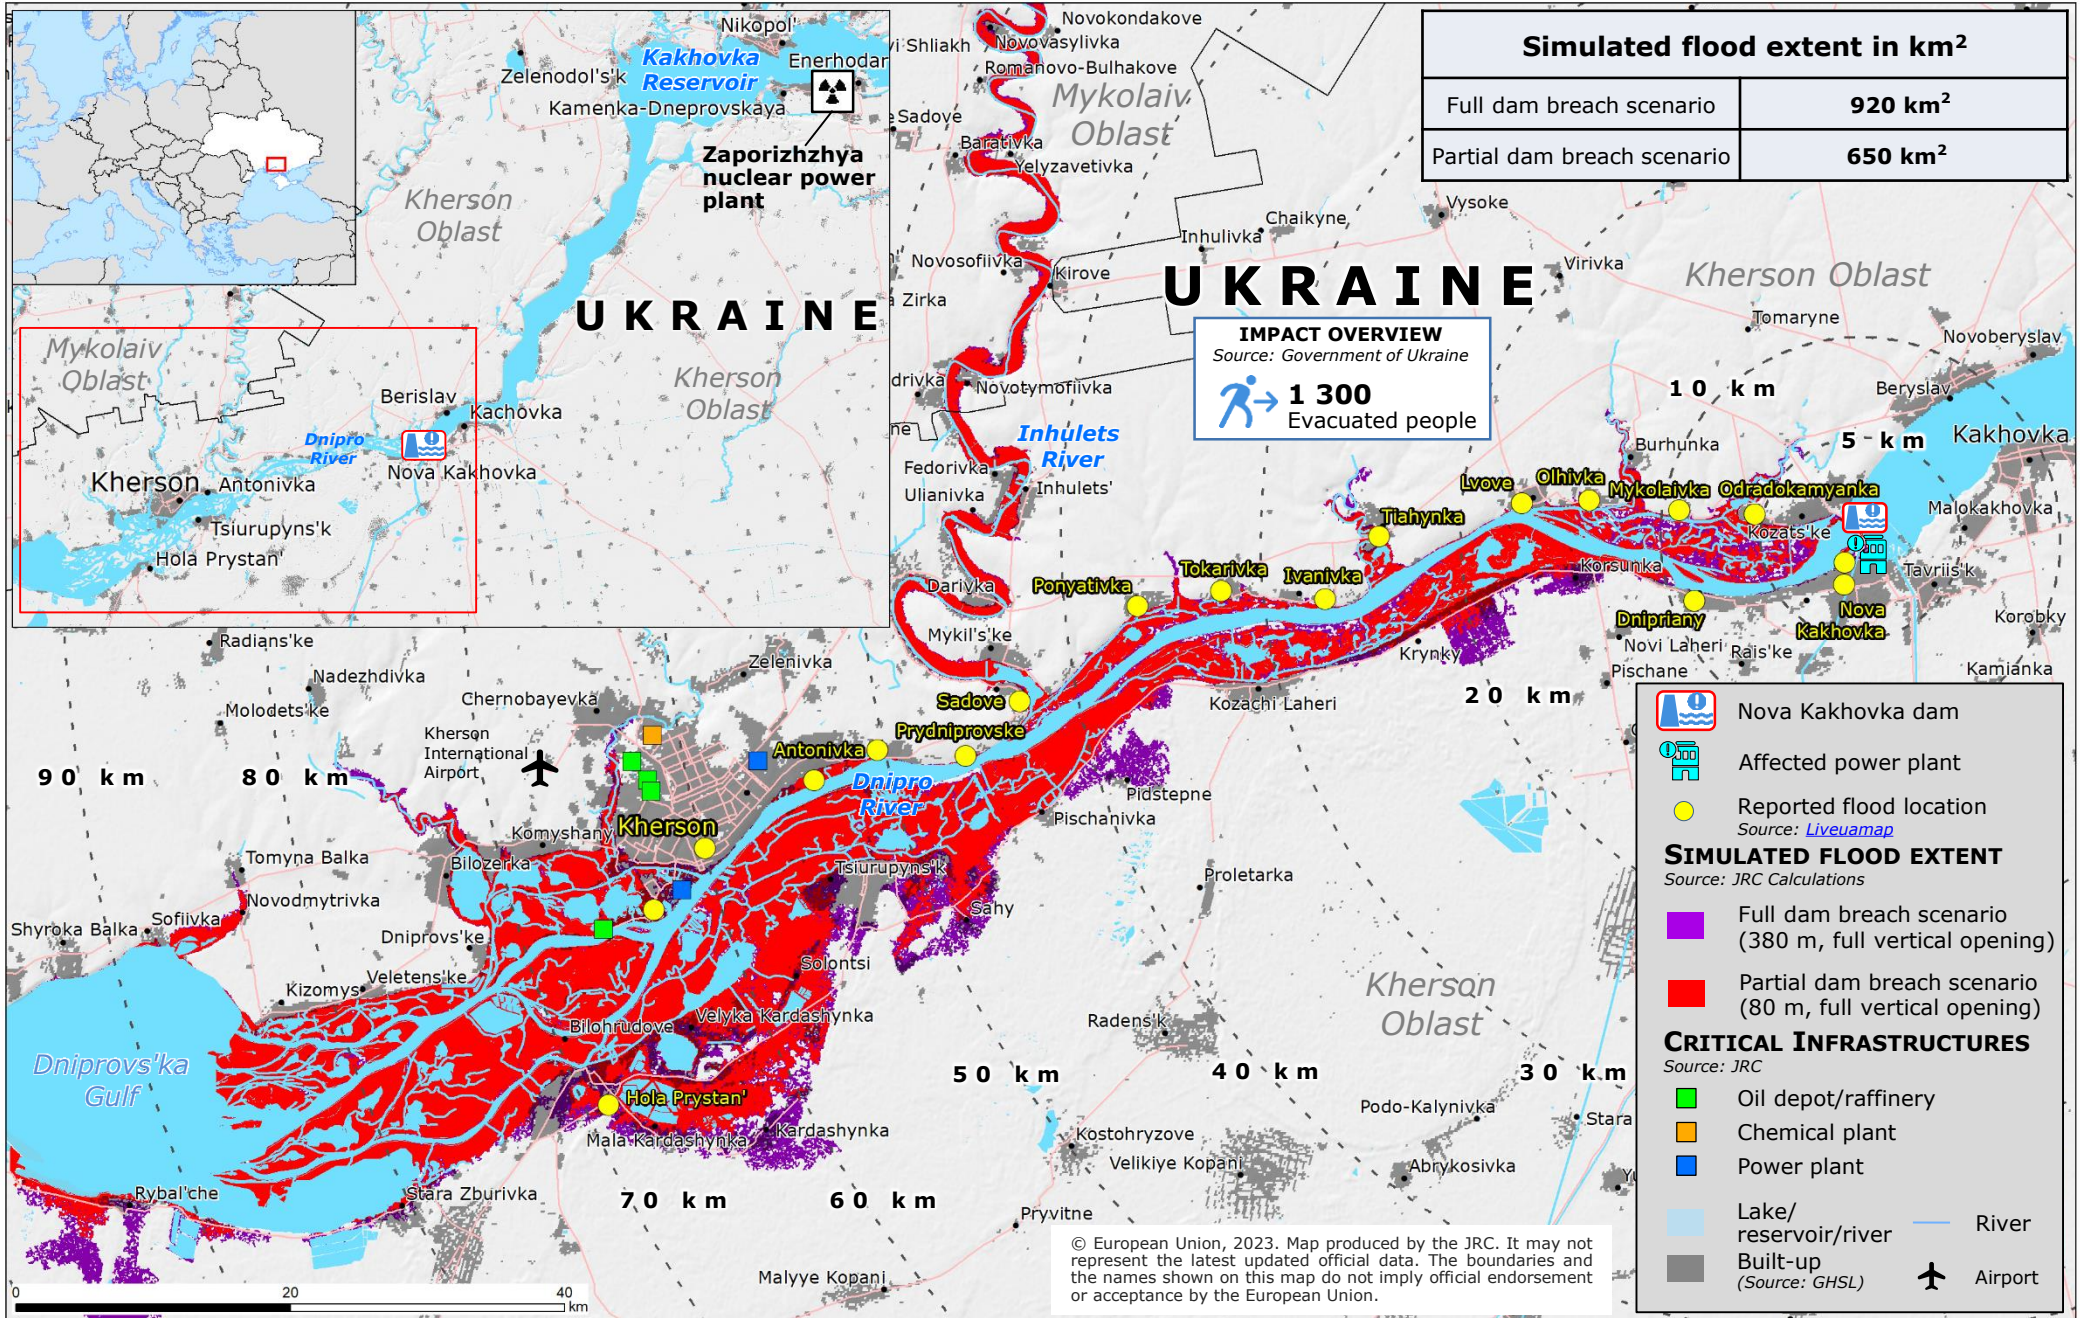 Nikopol'
Kakhovka
Reservoir
Enerhodar
Zelenodol's'k
Kamenka-Dneprovskaya
Zaporizhzhya
nuclear power
plant
Kherson
Oblast
UKRAINE
Mykolaiv
Oblast
Kherson
Oblast
Berislav
Kachovka
Dnipro
River
Nova Kakhovka
Kherson
Antonivka
Tsiurupyns'k
Hola Prystan'
Novokondakove
vi Shliakh
Novovasylivka
Romanovo-Bulhakove
Mykolaiv
Oblast
Sadove
Barativka
Yelyzavetivka
Simulated flood extent in km²
Full dam breach scenario
920 km²
Partial dam breach scenario
650 km²
Vysoke
Chaikyne
Inhulivka
Novosofiivka
Kirove
Zirka
Virivka
UKRAINE
Kherson Oblast
Tomaryne
Novoberyslav
IMPACT OVERVIEW
Source: Government of Ukraine
1 300
Evacuated people
drivka
Novotymofiivka
10 km
Beryslav
ne
Inhulets
River
Burhunka
5 km
Kakhovka
Fedorivka
Ulianivka
Inhulets'
Lvove
Olhivka
Mykolaivka
Odradokamyanka
Malokakhovka
Tiahynka
Kozats'ke
Darivka
Ponyativka
Tokarivka
Ivanivka
Korsunka
Tavriis'k
Mykil's'ke
Dnipriany
Nova
Kakhovka
Korobky
Radians'ke
Zelenivka
Krynky
Novi Laheri
Rais'ke
Pischane
Kamianka
Nadezhdivka
Chernobayevka
Sadove
Kozachi Laheri
20 km
Molodets'ke
Kherson
International
Airport
Prydniprovske
Antonivka
90 km
80 km
Dnipro
River
Pidstepne
Pischanivka
Komyshany
Kherson
Tomyna Balka
Bilozerka
Tsiurupyns'k
Proletarka
Novodmytrivka
Sofiivka
Shyroka Balka
Sahy
Dniprovs'ke
Veletens'ke
Solontsi
Kizomys
Kherson
Oblast
Velyka Kardashynka
Bilohrudove
Radens'k
Dniprovs'ka
Gulf
50 km
40 km
30 km
Hola Prystan'
Podo-Kalynivka
Stara
Mala Kardashynka
Kardashynka
Kostohryzove
Velikiye Kopani
Abrykosivka
Yu
Rybal'che
Stara Zburivka
70 km
60 km
Pryvitne
Malyye Kopani
0
20
40
km
© European Union, 2023. Map produced by the JRC. It may not
represent the latest updated official data. The boundaries and
the names shown on this map do not imply official endorsement
or acceptance by the European Union.
Nova Kakhovka dam
Affected power plant
Reported flood location
Source: Liveuamap
SIMULATED FLOOD EXTENT
Source: JRC Calculations
Full dam breach scenario
(380 m, full vertical opening)
Partial dam breach scenario
(80 m, full vertical opening)
CRITICAL INFRASTRUCTURES
Source: JRC
Oil depot/raffinery
Chemical plant
Power plant
Lake/
reservoir/river
River
Built-up
(Source: GHSL)
Airport